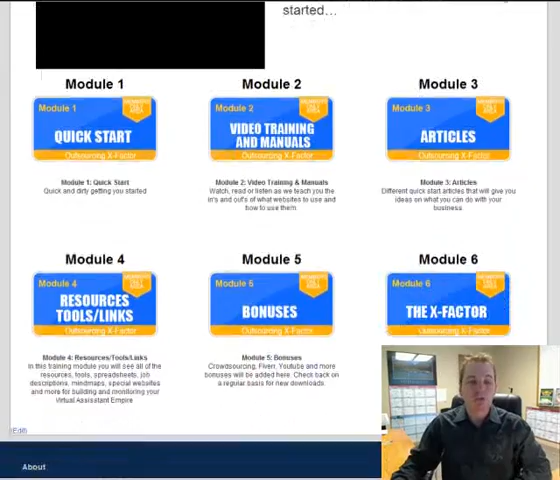 started...
Module 1
Module 2
Module 3
Module 1
QUICK START
Outsourcing X-Factor
Module 2
VIDEO TRAINING
AND MANUALS
Outsourcing X-Factor
Module 3
ARTICLES
Outsourcing X-Factor
Module 1: Quick Start
Quick and dirty getting you started
Module 2: Video Training & Manuals
Watch, read or listen as we teach you the
in's and out's of what websites to use and
how to use them.
Module 3: Articles
Different quick start articles that will give you
ideas on what you can do with your
business.
Module 4
Module 5
Module 6
Module 4
RESOURCES
TOOLS/LINKS
Outsourcing X-Factor
Module 5
BONUSES
Outsourcing X-Factor
Module 6
THE X-FACTOR
Outsourcing X-Factor
Module 4: Resources/Tools/Links
In this training module you will see all of the
resources, tools, spreadsheets, job
descriptions, mindmaps, special websites
and more for building and monitoring your
Virtual Assistant Empire
Module 5: Bonuses
Crowdsourcing, Fiverr, Youtube and more
bonuses will be added here. Check back on
a regular basis for new downloads.
(Edit)
About